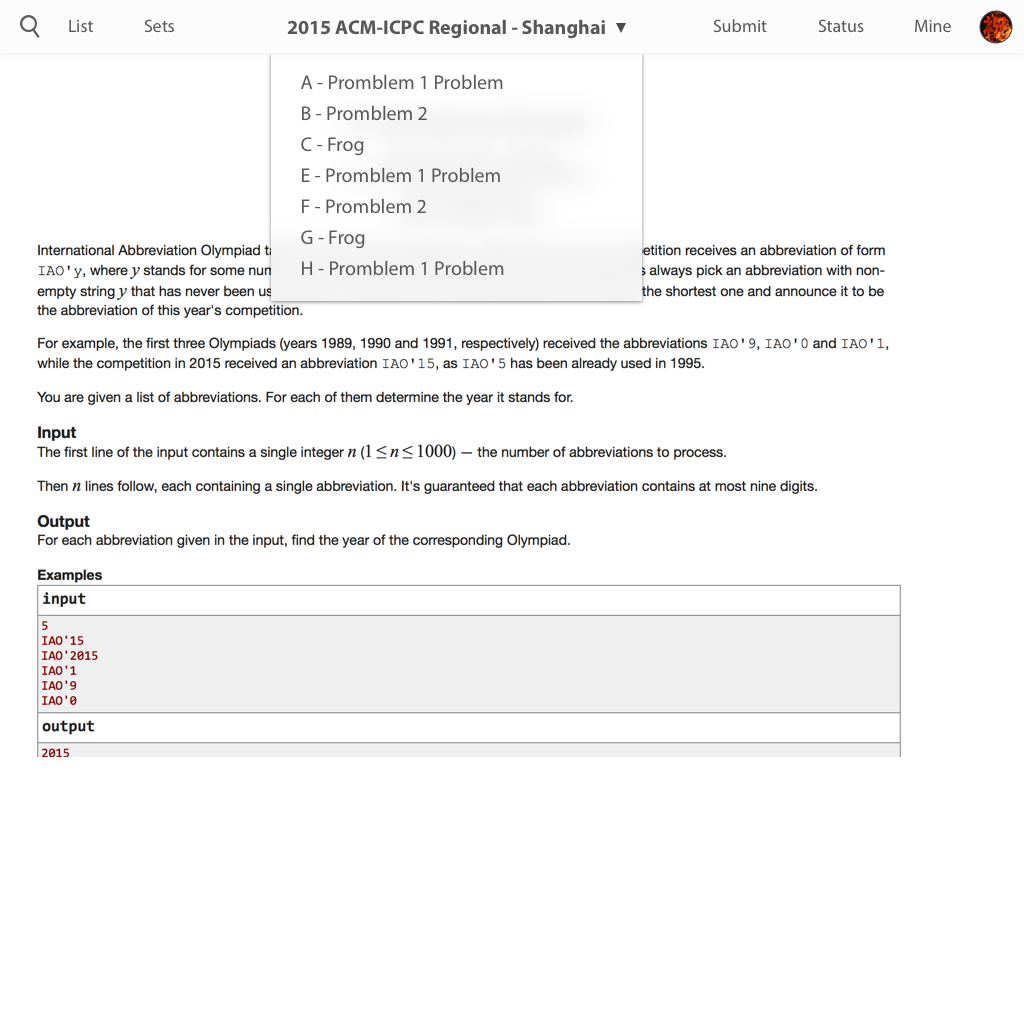 List
Sets
2015 ACM-ICPC Regional - Shanghai ▼
Submit
Status
Mine
A - Promblem 1 Problem
B - Promblem 2
C - Frog
E - Promblem 1 Problem
F - Promblem 2
G - Frog
H - Promblem 1 Problem
International Abbreviation Olympiad etition receives an abbreviation of form
IAO'y, where y stands for some always pick an abbreviation with non-
empty string y that has never been the shortest one and announce it to be
the abbreviation of this year's competition.
For example, the first three Olympiads (years 1989, 1990 and 1991, respectively) received the abbreviations IAO'9, IAO'0 and IAO'1,
while the competition in 2015 received an abbreviation IAO'15, as IAO'5 has been already used in 1995.
You are given a list of abbreviations. For each of them determine the year it stands for.
Input
The first line of the input contains a single integer n (1 ≤ n ≤ 1000) — the number of abbreviations to process.
Then n lines follow, each containing a single abbreviation. It's guaranteed that each abbreviation contains at most nine digits.
Output
For each abbreviation given in the input, find the year of the corresponding Olympiad.
Examples
input
5
IAO'15
IAO'2015
IAO'1
IAO'9
IAO'0
output
2015